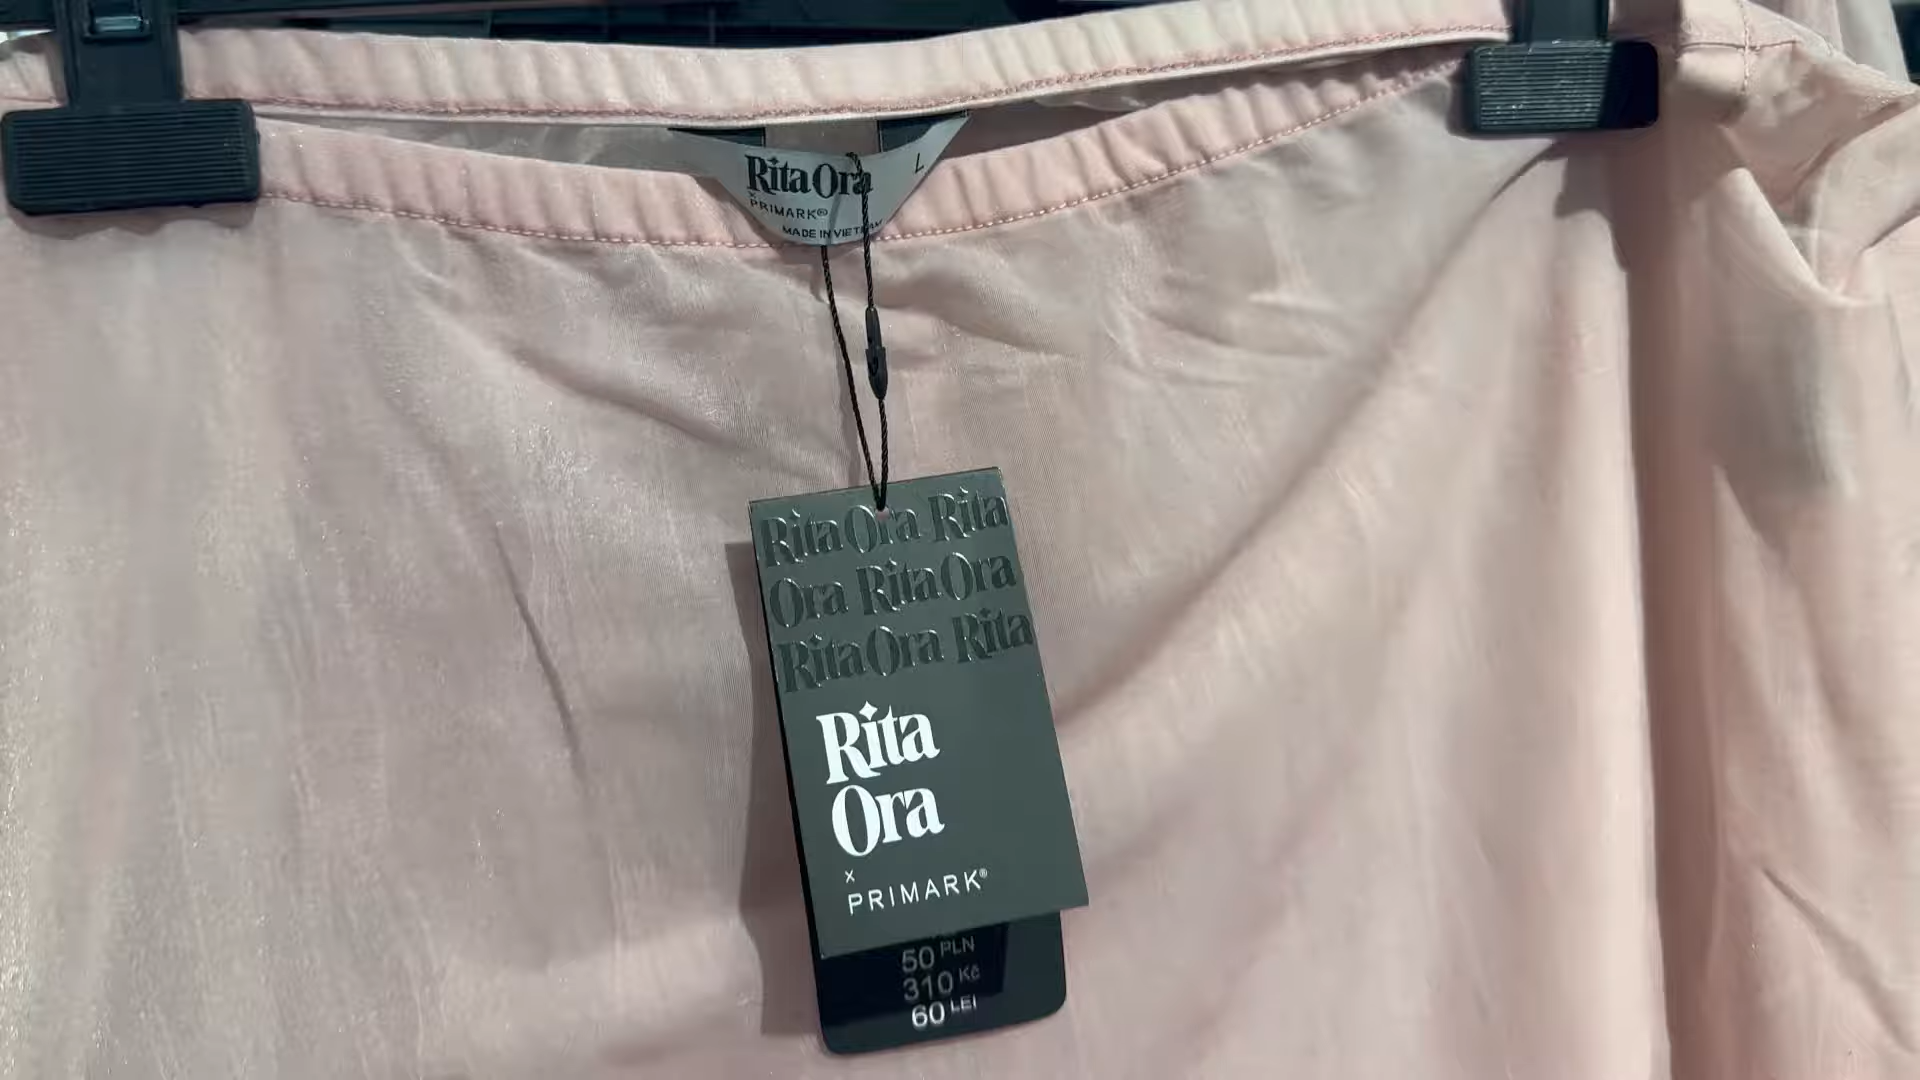 Rita Ora L
x
PRIMARK®
MADE IN VIETNAM
Rita Ora Rita
Ora Rita Ora
Rita Ora Rita
Rita
Ora
x
PRIMARK®
50 PLN
310 Kč
60 LEI